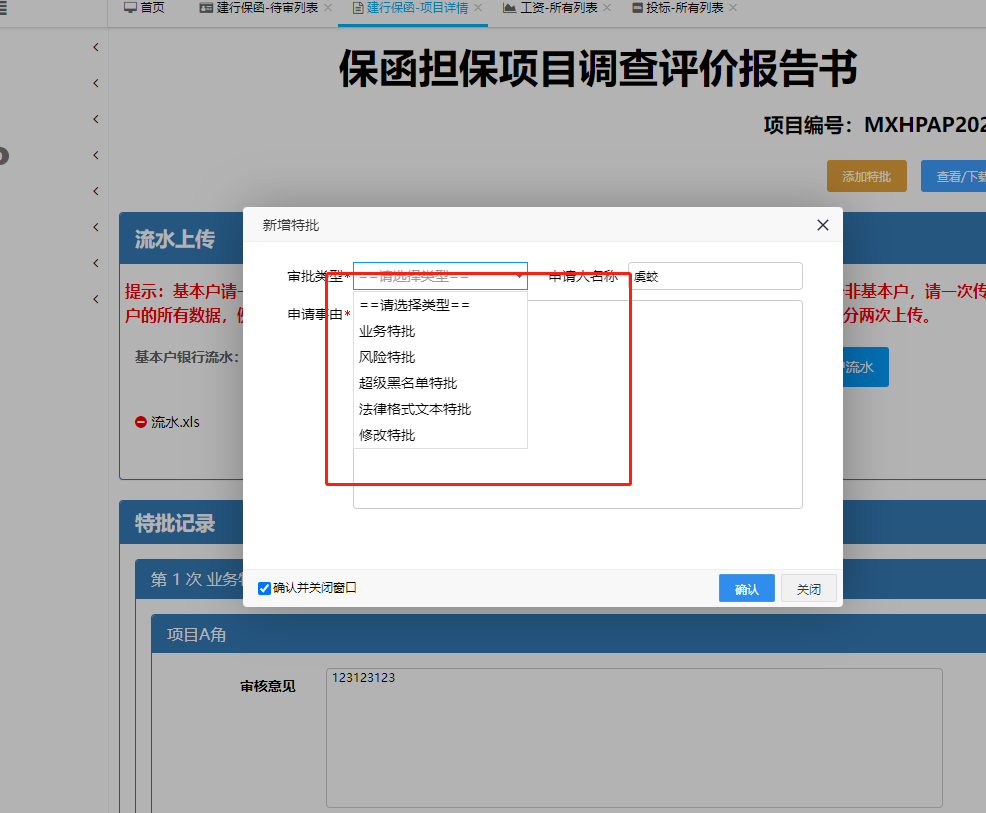 首页 建行保函-待审列表 建行保函-项目详情 工资-所有列表 投标-所有列表
保函担保项目调查评价报告书
项目编号：MXHPAP202
添加特批 查看/下载
流水上传
提示：基本户请一
非基本户，请一次传
户的所有数据，
分两次上传。
基本户银行流水：
流水
流水.xls
新增特批
审批类型* ==请选择类型== 申请人名称 虞蛟
申请事由*
==请选择类型==
业务特批
风险特批
超级黑名单特批
法律格式文本特批
修改特批
确认并关闭窗口 确认 关闭
特批记录
第 1 次 业务特
项目A角
审核意见 123123123